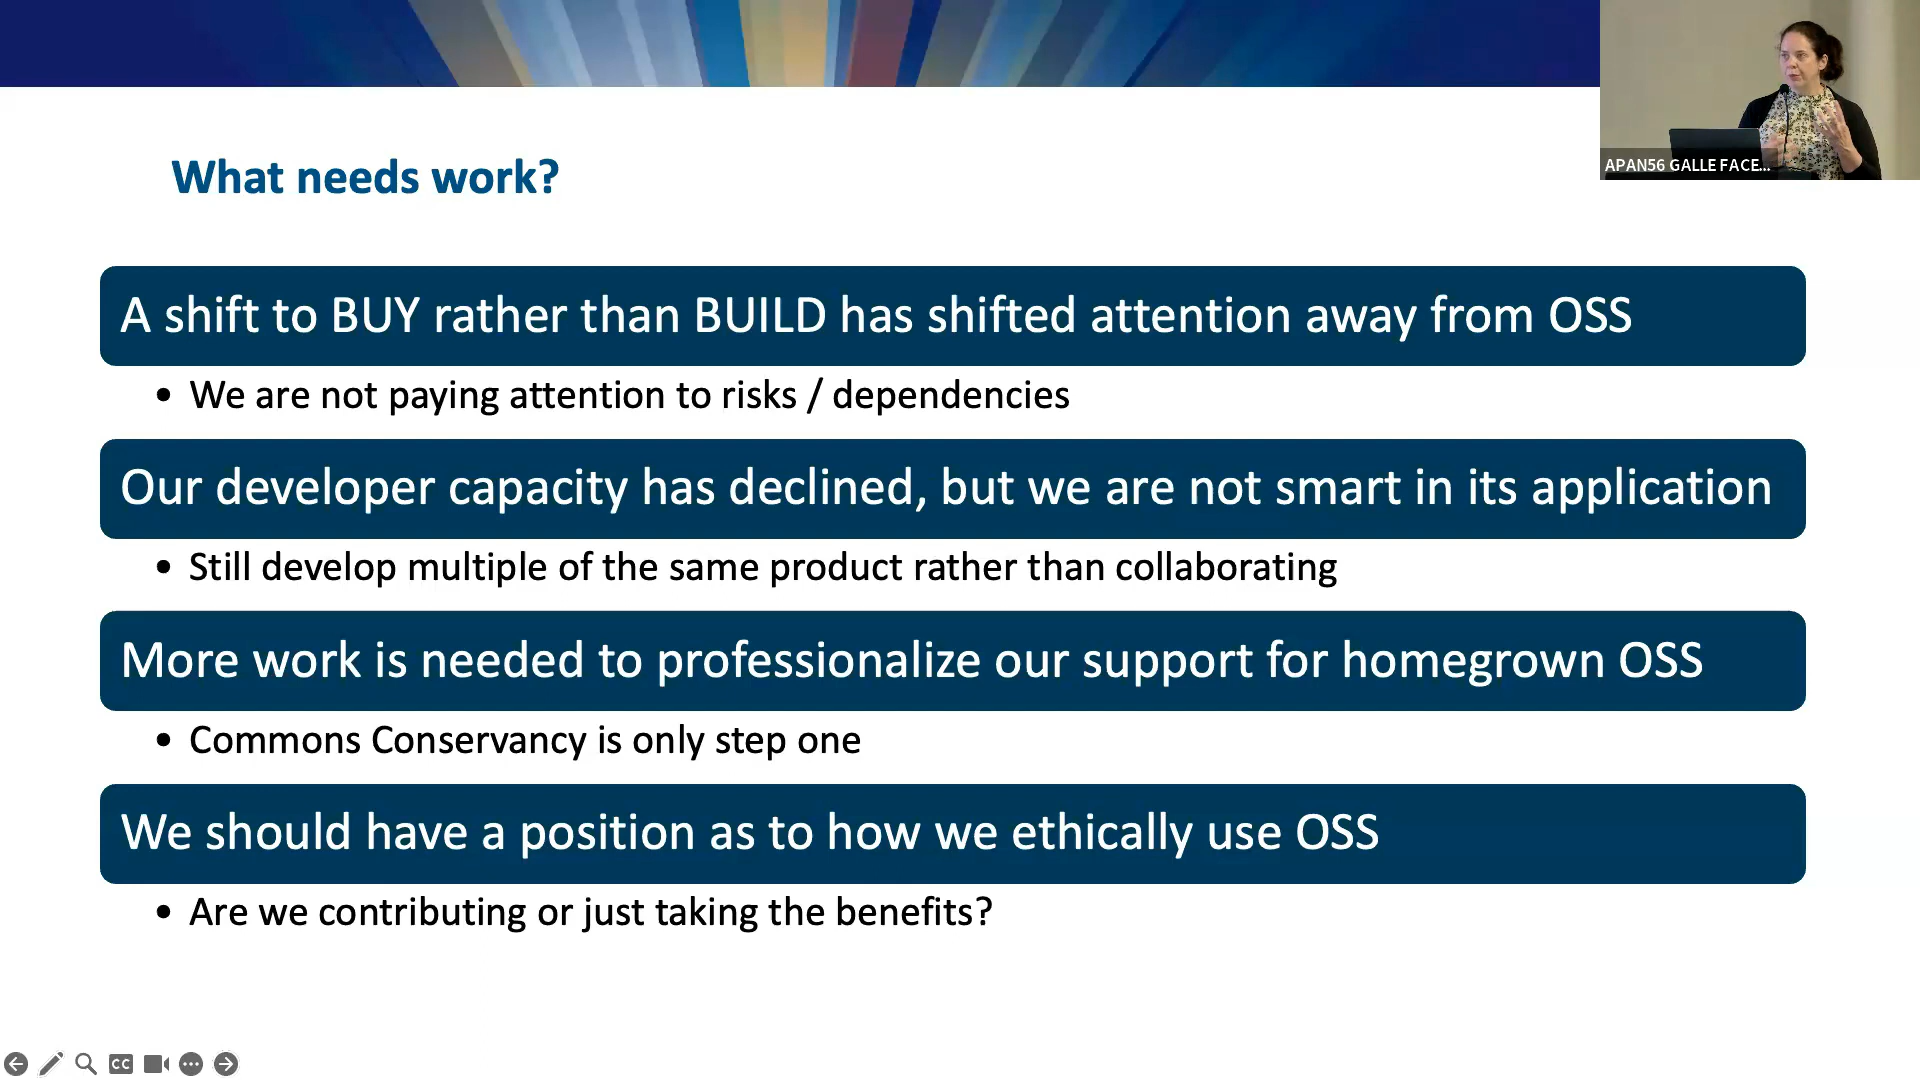 APAN56 GALLE FACE...
What needs work?
A shift to BUY rather than BUILD has shifted attention away from OSS
• We are not paying attention to risks / dependencies
Our developer capacity has declined, but we are not smart in its application
• Still develop multiple of the same product rather than collaborating
More work is needed to professionalize our support for homegrown OSS
• Commons Conservancy is only step one
We should have a position as to how we ethically use OSS
• Are we contributing or just taking the benefits?
CC